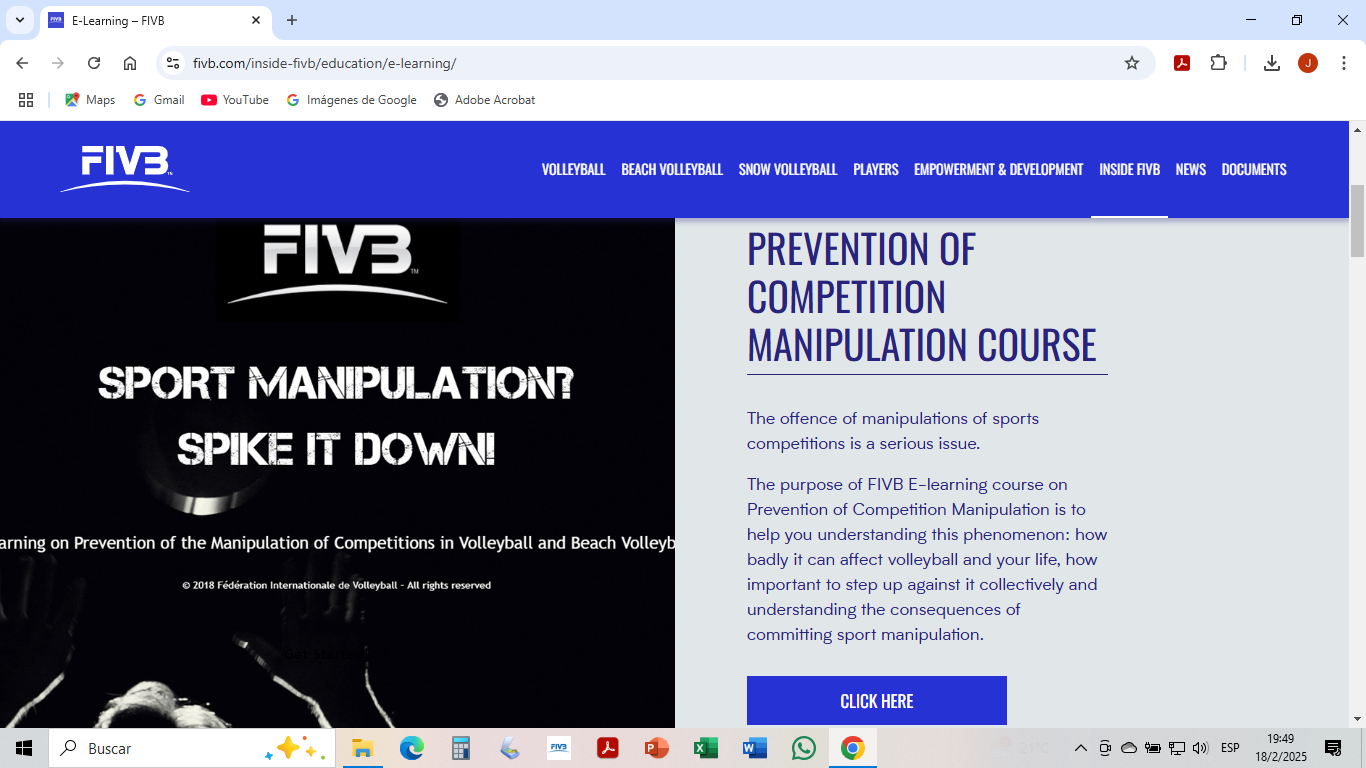 E-Learning – FIVB
fivb.com/inside-fivb/education/e-learning/
J
Maps
Gmail
YouTube
Imágenes de Google
Adobe Acrobat
FIVB
VOLLEYBALL
BEACH VOLLEYBALL
SNOW VOLLEYBALL
PLAYERS
EMPOWERMENT & DEVELOPMENT
INSIDE FIVB
NEWS
DOCUMENTS
FIVB
SPORT MANIPULATION?
SPIKE IT DOWN!
arning on Prevention of the Manipulation of Competitions in Volleyball and Beach Volleyb
© 2018 Fédération Internationale de Volleyball - All rights reserved
Get Started
PREVENTION OF
COMPETITION
MANIPULATION COURSE
The offence of manipulations of sports
competitions is a serious issue.
The purpose of FIVB E-learning course on
Prevention of Competition Manipulation is to
help you understanding this phenomenon: how
badly it can affect volleyball and your life, how
important to step up against it collectively and
understanding the consequences of
committing sport manipulation.
CLICK HERE
Buscar
FIVB
21°C
ESP
19:49
18/2/2025